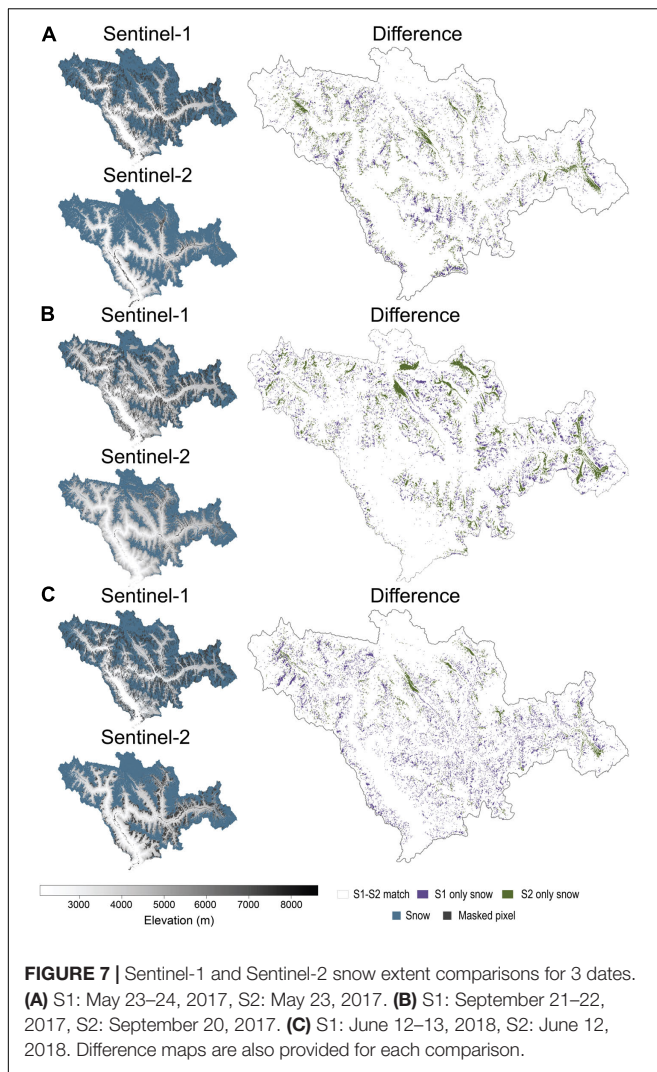 A
Sentinel-1
Difference
Sentinel-2
B
Sentinel-1
Difference
Sentinel-2
C
Sentinel-1
Difference
Sentinel-2
3000 4000 5000 6000 7000 8000
Elevation (m)
S1-S2 match S1 only snow S2 only snow
Snow Masked pixel
FIGURE 7 | Sentinel-1 and Sentinel-2 snow extent comparisons for 3 dates.
(A) S1: May 23–24, 2017, S2: May 23, 2017. (B) S1: September 21–22,
2017, S2: September 20, 2017. (C) S1: June 12–13, 2018, S2: June 12,
2018. Difference maps are also provided for each comparison.